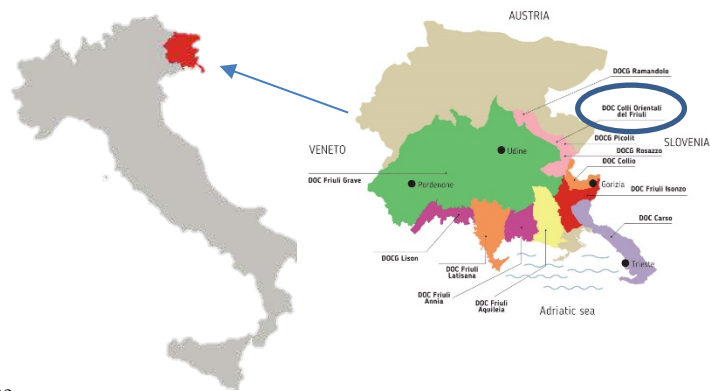 AUSTRIA
DOCG Ramandolo
DOC Colli Orientali
del Friuli
DOCG Picolit
SLOVENIA
VENETO
Udine
DOCG Rosazzo
DOC Collio
DOC Friuli Grave
Pordenone
Gorizia
DOC Friuli Isonzo
DOC Carso
DOCG Lison
DOC Friuli
Latisana
Trieste
DOC Friuli
Annia
DOC Friuli
Aquileia
Adriatic sea